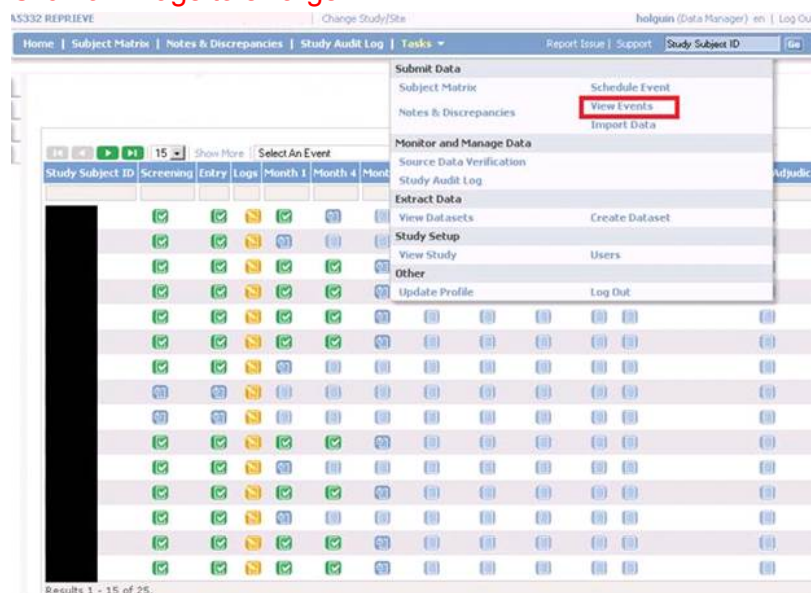 A5332 REPRIEVE | Change Study/Site holguin (Data Manager) en | Log Ou
Home | Subject Matrix | Notes & Discrepancies | Study Audit Log | Tasks Report Issue | Support Study Subject ID Go
Submit Data
Subject Matrix Schedule Event
Notes & Discrepancies View Events
Import Data
Monitor and Manage Data
Source Data Verification
Study Audit Log
Extract Data
View Datasets Create Dataset
Study Setup
View Study Users
Other
Update Profile Log Out
15 Show More Select An Event
Study Subject ID Screening Entry Logs Month 1 Month 4 Mont Adjudic
Results 1 - 15 of 25.